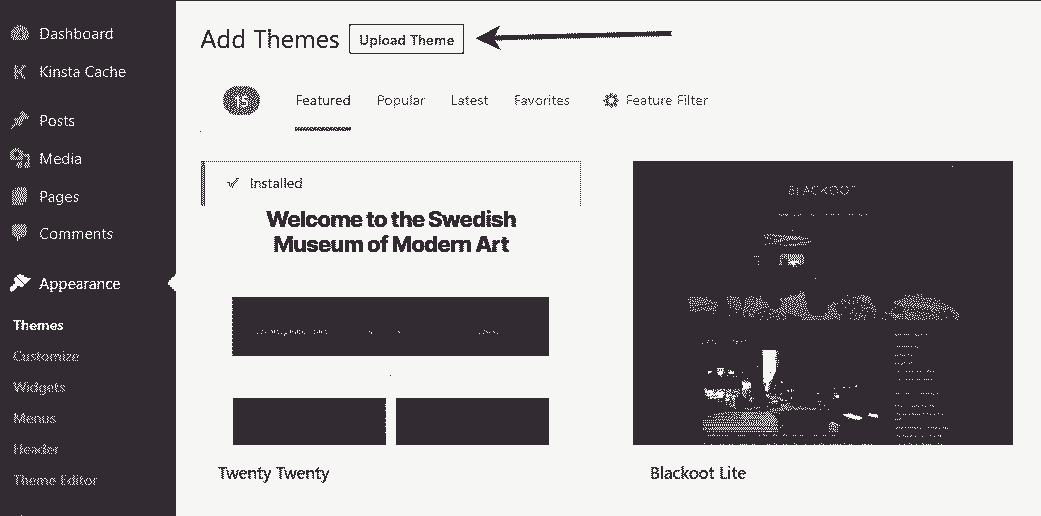 Dashboard
Kinsta Cache
Posts
Media
Pages
Comments
Appearance
Themes
Customize
Widgets
Menus
Header
Theme Editor
Add Themes Upload Theme
15 Featured Popular Latest Favorites Feature Filter
Installed
Welcome to the Swedish
Museum of Modern Art
BLACKOOT
Twenty Twenty
Blackoot Lite